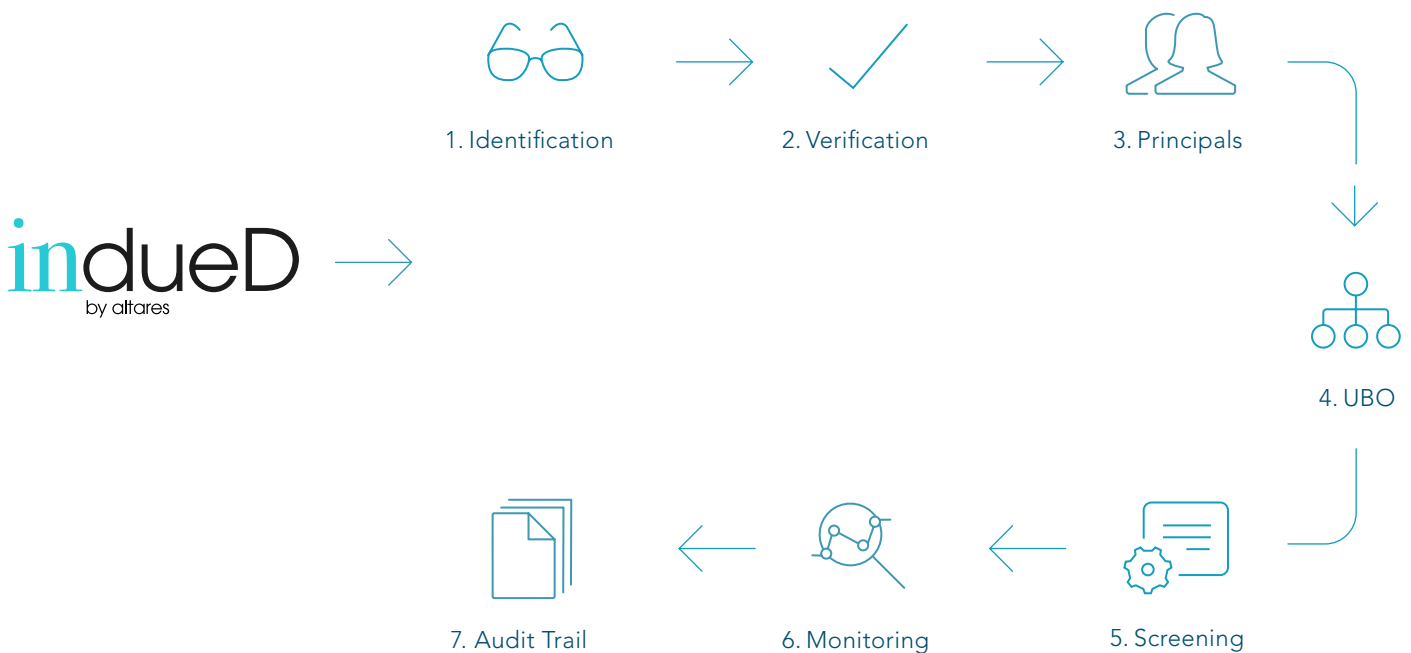 1. Identification
2. Verification
3. Principals
indueD
by altares
4. UBO
7. Audit Trail
6. Monitoring
5. Screening